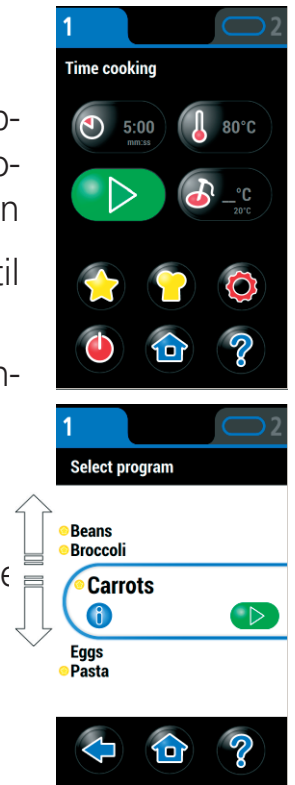 1 2
Time cooking
5:00 80°C
mm:ss
__°C
20°C
1 2
Select program
Beans
Broccoli
Carrots
i
Eggs
Pasta
?